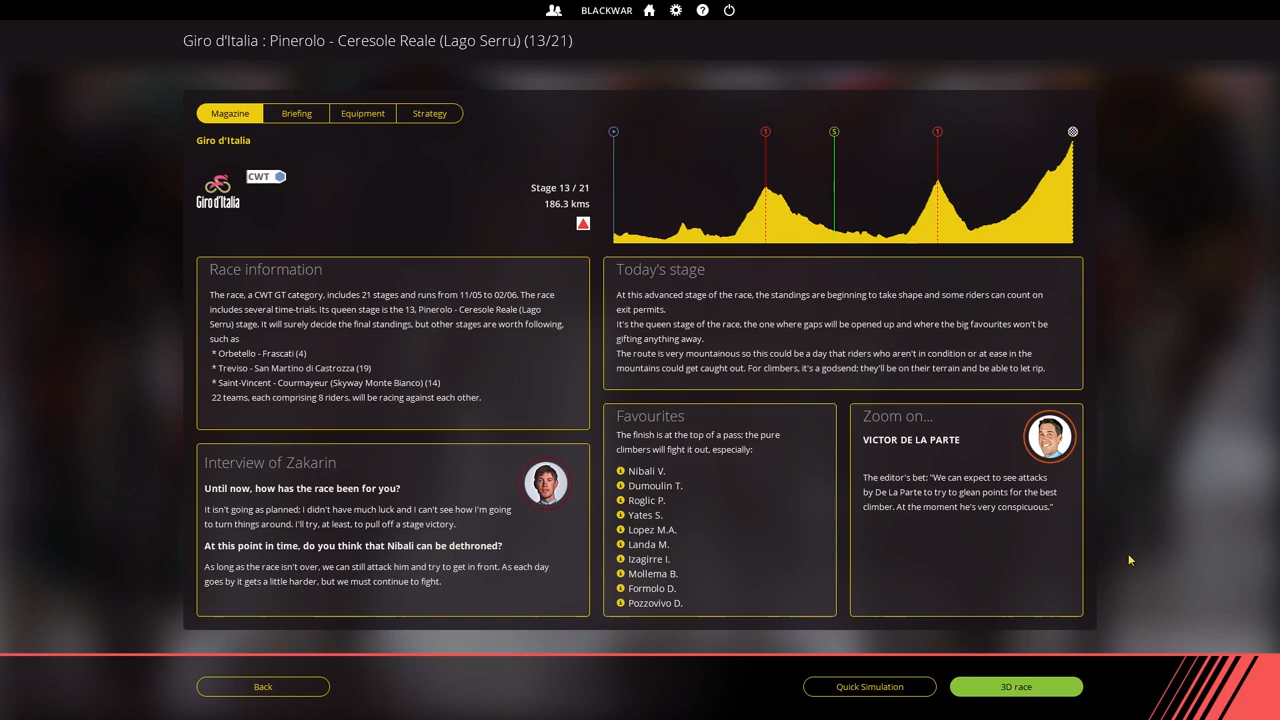 BLACKWAR
Giro d'Italia : Pinerolo - Ceresole Reale (Lago Serru) (13/21)
Magazine
Briefing
Equipment
Strategy
Giro d'Italia
CWT
Giro d'Italia
Stage 13 / 21
186.3 kms
1
S
1
Race information
The race, a CWT GT category, includes 21 stages and runs from 11/05 to 02/06. The race
includes several time-trials. Its queen stage is the 13, Pinerolo - Ceresole Reale (Lago
Serru) stage. It will surely decide the final standings, but other stages are worth following,
such as
* Orbetello - Frascati (4)
* Treviso - San Martino di Castrozza (19)
* Saint-Vincent - Courmayeur (Skyway Monte Bianco) (14)
22 teams, each comprising 8 riders, will be racing against each other.
Today's stage
At this advanced stage of the race, the standings are beginning to take shape and some riders can count on
exit permits.
It's the queen stage of the race, the one where gaps will be opened up and where the big favourites won't be
gifting anything away.
The route is very mountainous so this could be a day that riders who aren't in condition or at ease in the
mountains could get caught out. For climbers, it's a godsend; they'll be on their terrain and be able to let rip.
Interview of Zakarin
Until now, how has the race been for you?
It isn't going as planned; I didn't have much luck and I can't see how I'm going
to turn things around. I'll try, at least, to pull off a stage victory.
At this point in time, do you think that Nibali can be dethroned?
As long as the race isn't over, we can still attack him and try to get in front. As each day
goes by it gets a little harder, but we must continue to fight.
Favourites
The finish is at the top of a pass; the pure
climbers will fight it out, especially:
Nibali V.
Dumoulin T.
Roglic P.
Yates S.
Lopez M.A.
Landa M.
Izagirre I.
Mollema B.
Formolo D.
Pozzovivo D.
Zoom on...
VICTOR DE LA PARTE
The editor's bet: "We can expect to see attacks
by De La Parte to try to glean points for the best
climber. At the moment he's very conspicuous."
Back
Quick Simulation
3D race